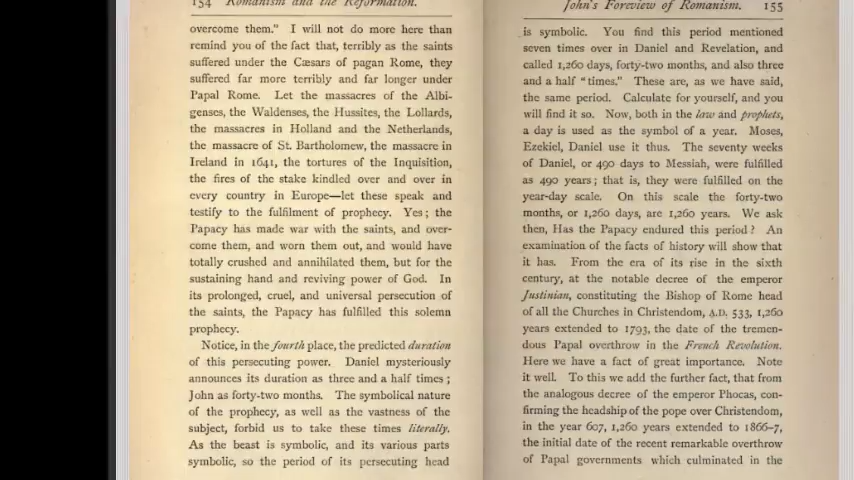 154 Romanism and the Reformation.
overcome them." I will not do more here than
remind you of the fact that, terribly as the saints
suffered under the Cæsars of pagan Rome, they
suffered far more terribly and far longer under
Papal Rome. Let the massacres of the Albi-
genses, the Waldenses, the Hussites, the Lollards,
the massacres in Holland and the Netherlands,
the massacre of St. Bartholomew, the massacre in
Ireland in 1641, the tortures of the Inquisition,
the fires of the stake kindled over and over in
every country in Europe—let these speak and
testify to the fulfilment of prophecy. Yes; the
Papacy has made war with the saints, and over-
come them, and worn them out, and would have
totally crushed and annihilated them, but for the
sustaining hand and reviving power of God. In
its prolonged, cruel, and universal persecution of
the saints, the Papacy has fulfilled this solemn
prophecy.
Notice, in the fourth place, the predicted duration
of this persecuting power. Daniel mysteriously
announces its duration as three and a half times;
John as forty-two months. The symbolical nature
of the prophecy, as well as the vastness of the
subject, forbid us to take these times literally.
As the beast is symbolic, and its various parts
symbolic, so the period of its persecuting head
John's Foreview of Romanism. 155
is symbolic. You find this period mentioned
seven times over in Daniel and Revelation, and
called 1,260 days, forty-two months, and also three
and a half "times." These are, as we have said,
the same period. Calculate for yourself, and you
will find it so. Now, both in the law and prophets,
a day is used as the symbol of a year. Moses,
Ezekiel, Daniel use it thus. The seventy weeks
of Daniel, or 490 days to Messiah, were fulfilled
as 490 years; that is, they were fulfilled on the
year-day scale. On this scale the forty-two
months, or 1,260 days, are 1,260 years. We ask
then, Has the Papacy endured this period? An
examination of the facts of history will show that
it has. From the era of its rise in the sixth
century, at the notable decree of the emperor
Justinian, constituting the Bishop of Rome head
of all the Churches in Christendom, A.D. 533, 1,260
years extended to 1793, the date of the tremen-
dous Papal overthrow in the French Revolution.
Here we have a fact of great importance. Note
it well. To this we add the further fact, that from
the analogous decree of the emperor Phocas, con-
firming the headship of the pope over Christendom,
in the year 607, 1,260 years extended to 1866-7,
the initial date of the recent remarkable overthrow
of Papal governments which culminated in the